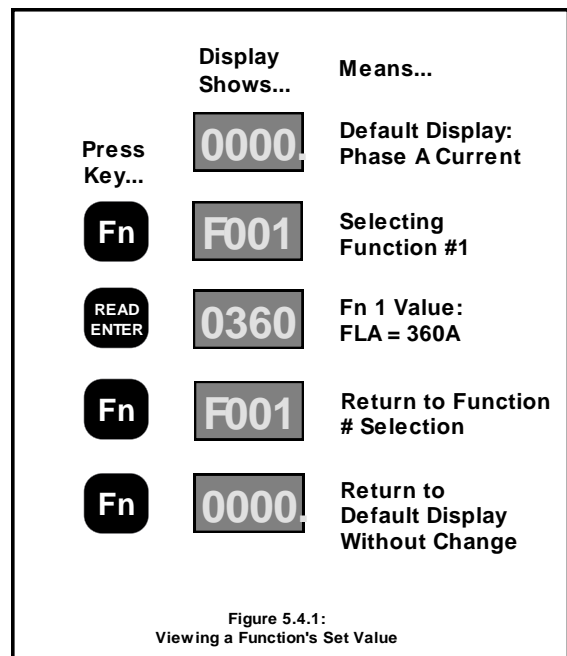 Display
Shows...
Means...
0000.
Default Display:
Phase A Current
Press
Key...
Fn
F001
Selecting
Function #1
READ
ENTER
0360
Fn 1 Value:
FLA = 360A
Fn
F001
Return to Function
# Selection
Fn
0000.
Return to
Default Display
Without Change
Figure 5.4.1:
Viewing a Function's Set Value